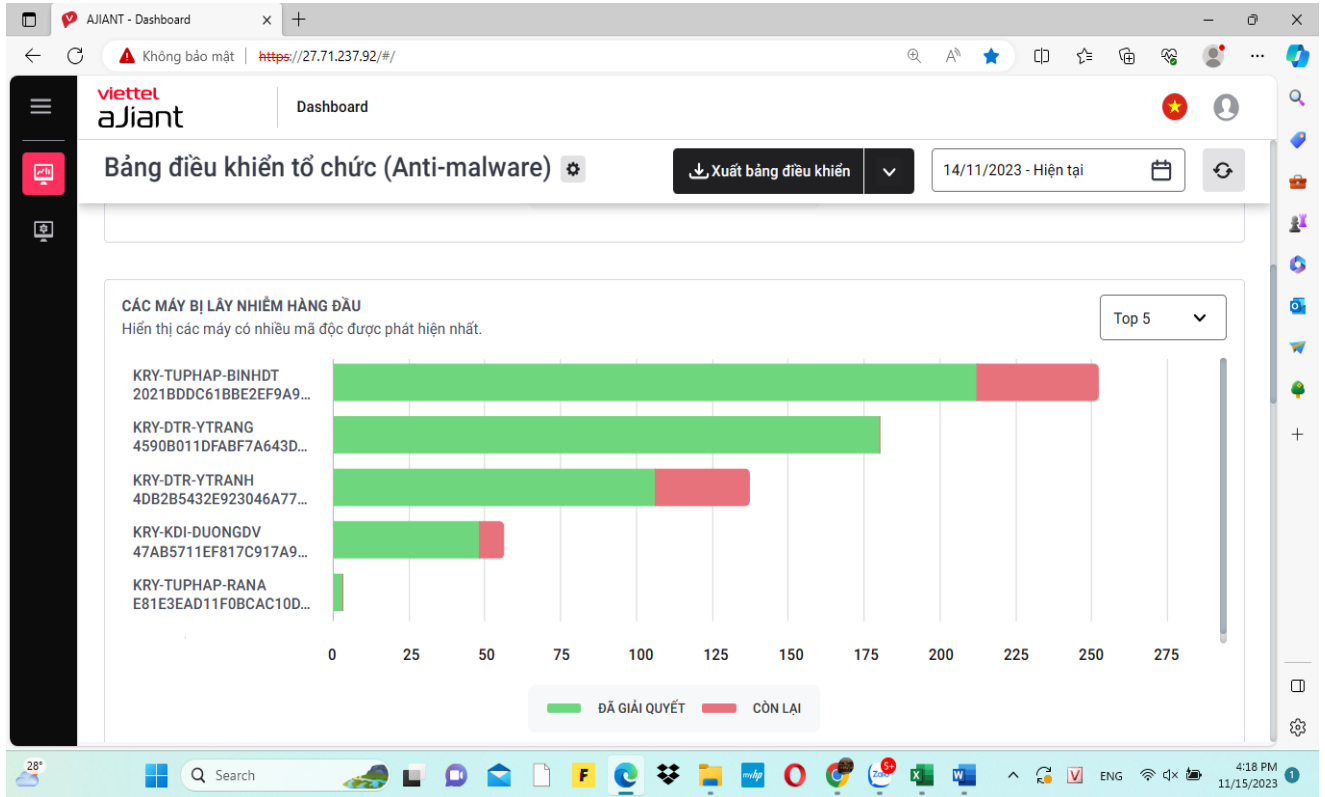 AJIANT - Dashboard
Không bảo mật https://27.71.237.92/#/
viettel
aJiant
Dashboard
Bảng điều khiển tổ chức (Anti-malware)
Xuất bảng điều khiển
14/11/2023 - Hiện tại
CÁC MÁY BỊ LÂY NHIỄM HÀNG ĐẦU
Hiển thị các máy có nhiều mã độc được phát hiện nhất.
Top 5
KRY-TUPHAP-BINHDT
2021BDDC61BBE2EF9A9...
KRY-DTR-YTRANG
4590B011DFABF7A643D...
KRY-DTR-YTRANH
4DB2B5432E923046A77...
KRY-KDI-DUONGDV
47AB5711EF817C917A9...
KRY-TUPHAP-RANA
E81E3EAD11F0BCAC10D...
0 25 50 75 100 125 150 175 200 225 250 275
ĐÃ GIẢI QUYẾT CÒN LẠI
28°
Search
mbp
Zalo
5+
ENG
4:18 PM
11/15/2023
1